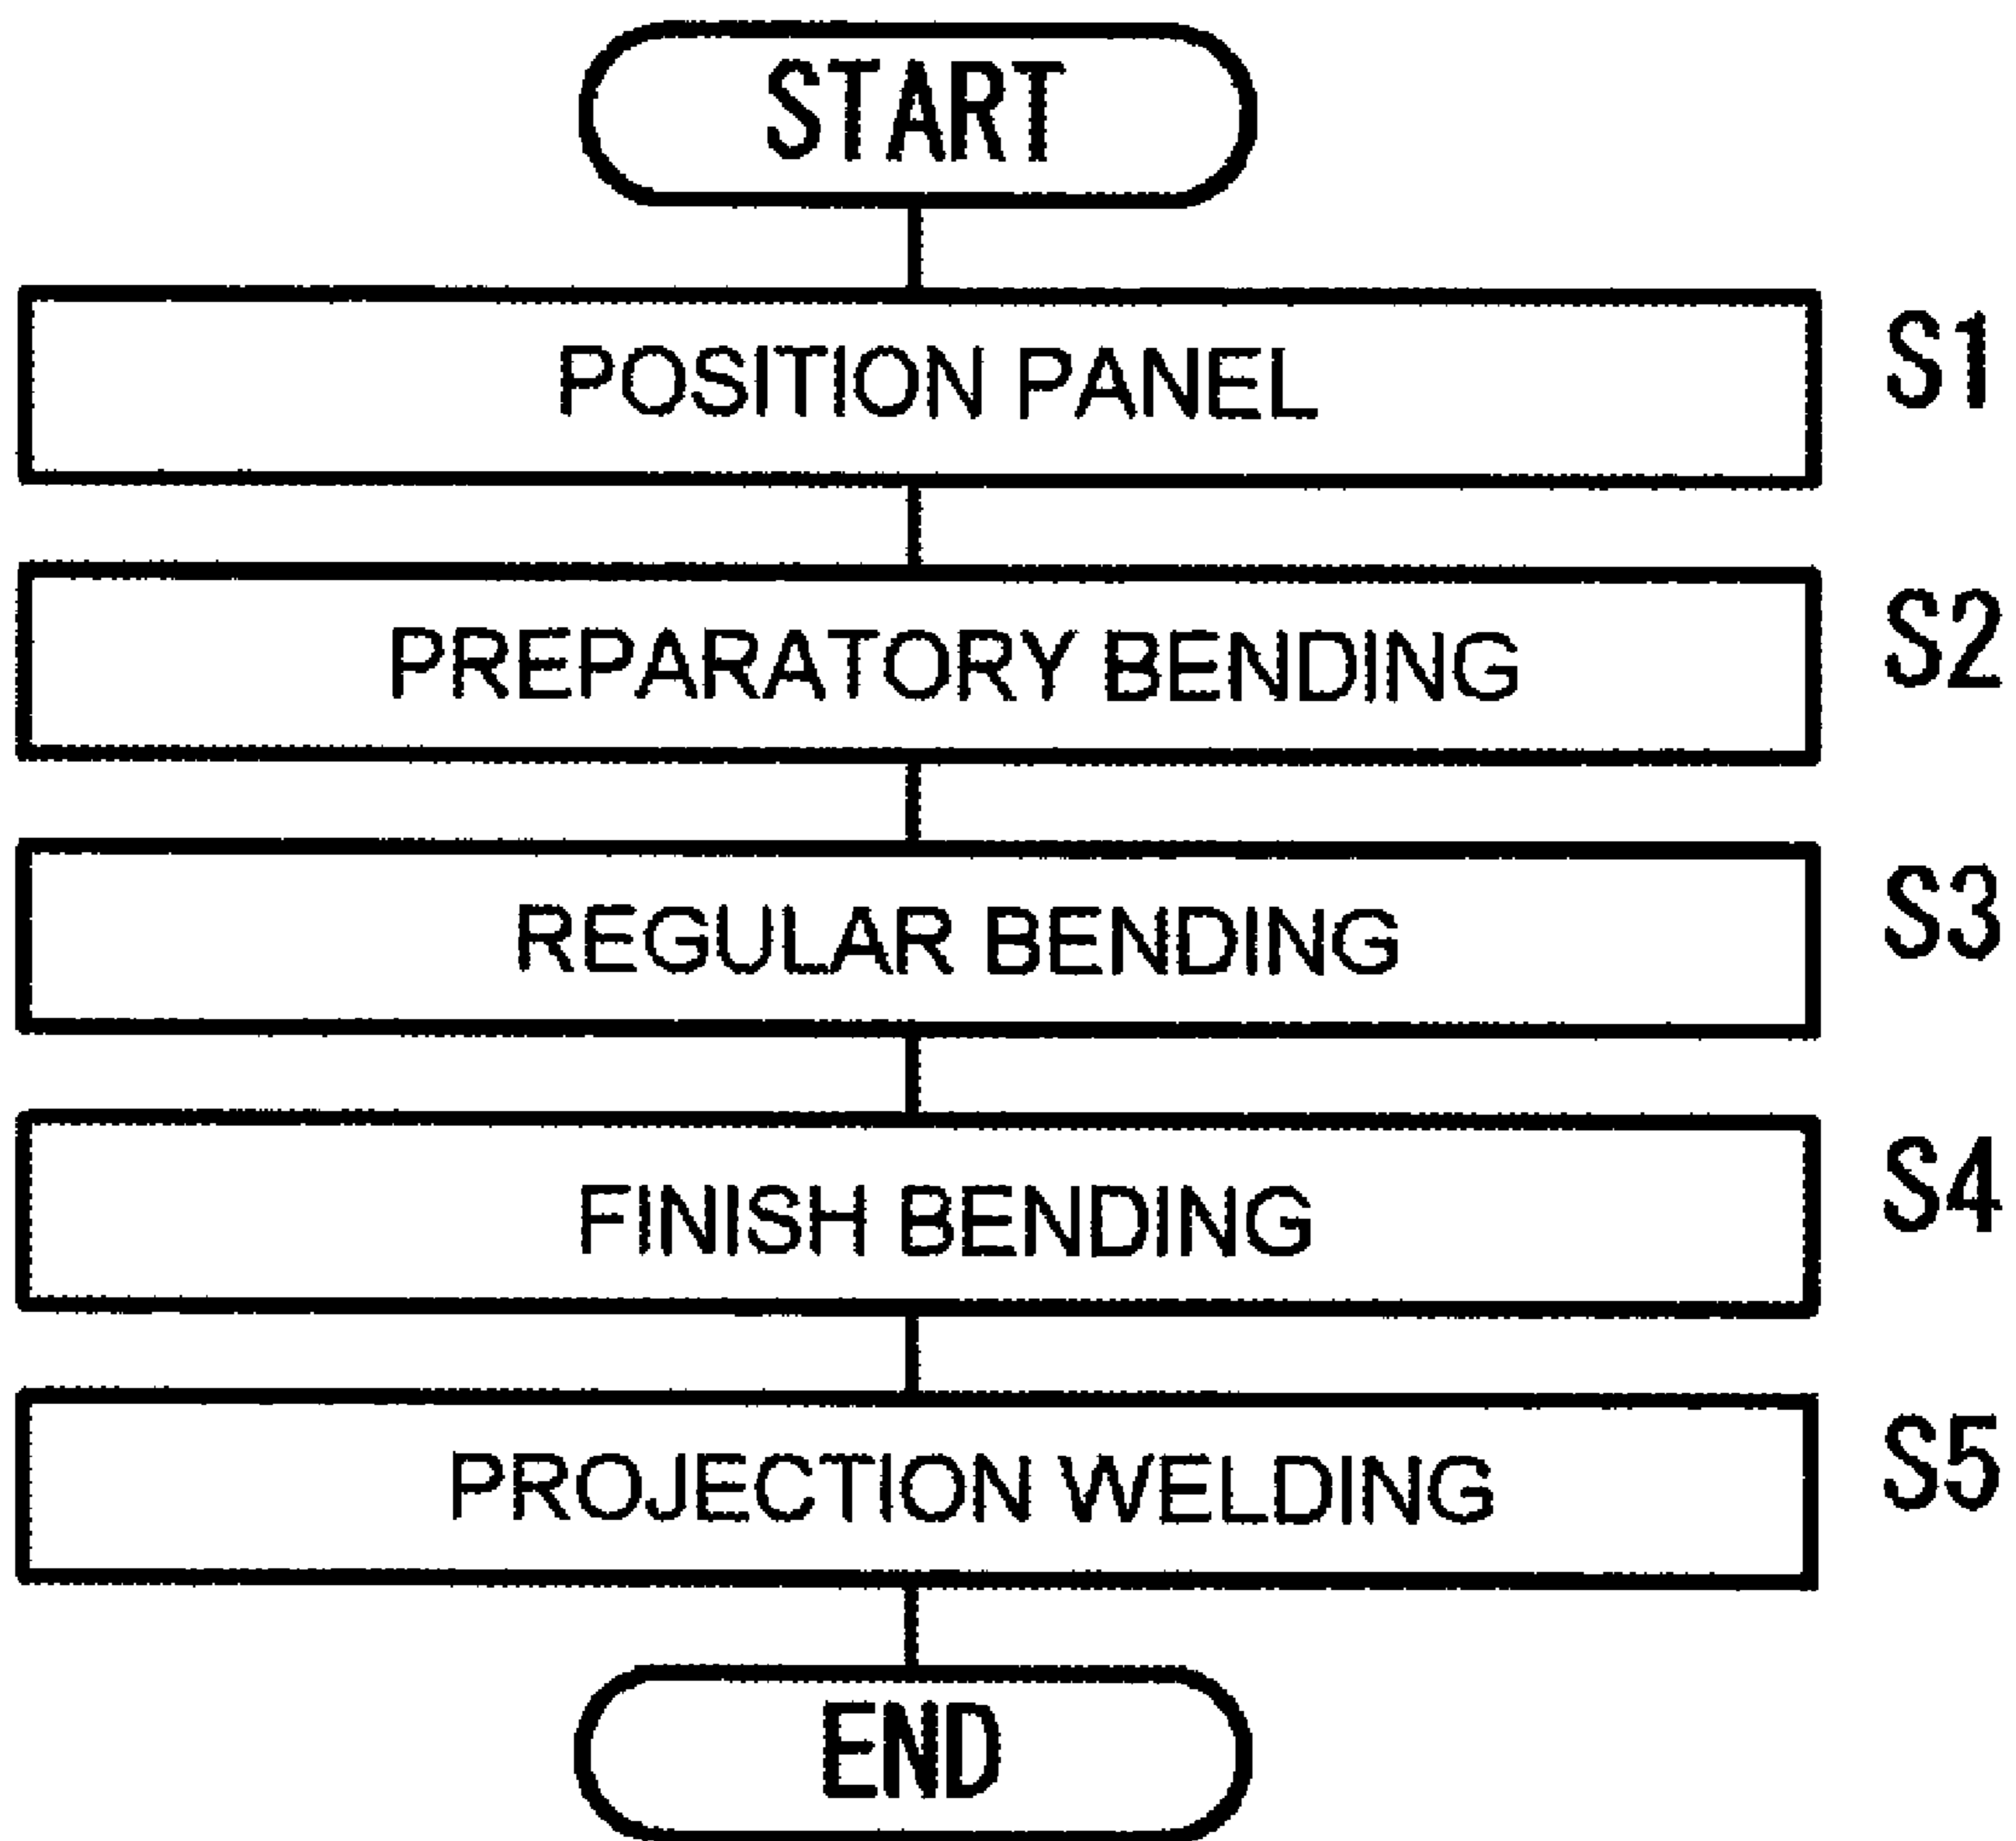 START
POSITION PANEL S1
PREPARATORY BENDING S2
REGULAR BENDING S3
FINISH BENDING S4
PROJECTION WELDING S5
END